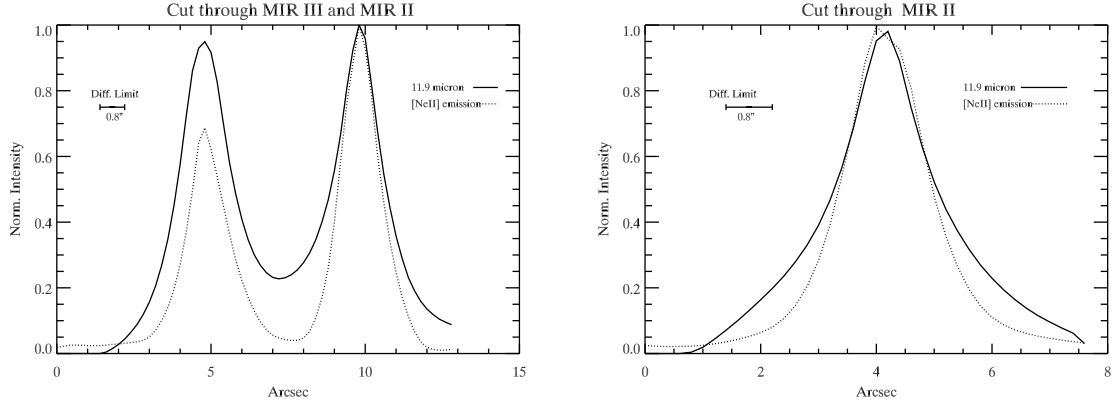 Cut through MIR III and MIR II
1.0
0.8
0.6
0.4
0.2
0.0
Norm. Intensity
Diff. Limit
0.8"
11.9 micron
[NeII] emission
0
5
10
15
Arcsec
Cut through MIR II
1.0
0.8
0.6
0.4
0.2
0.0
Norm. Intensity
Diff. Limit
0.8"
11.9 micron
[NeII] emission
0
2
4
6
8
Arcsec